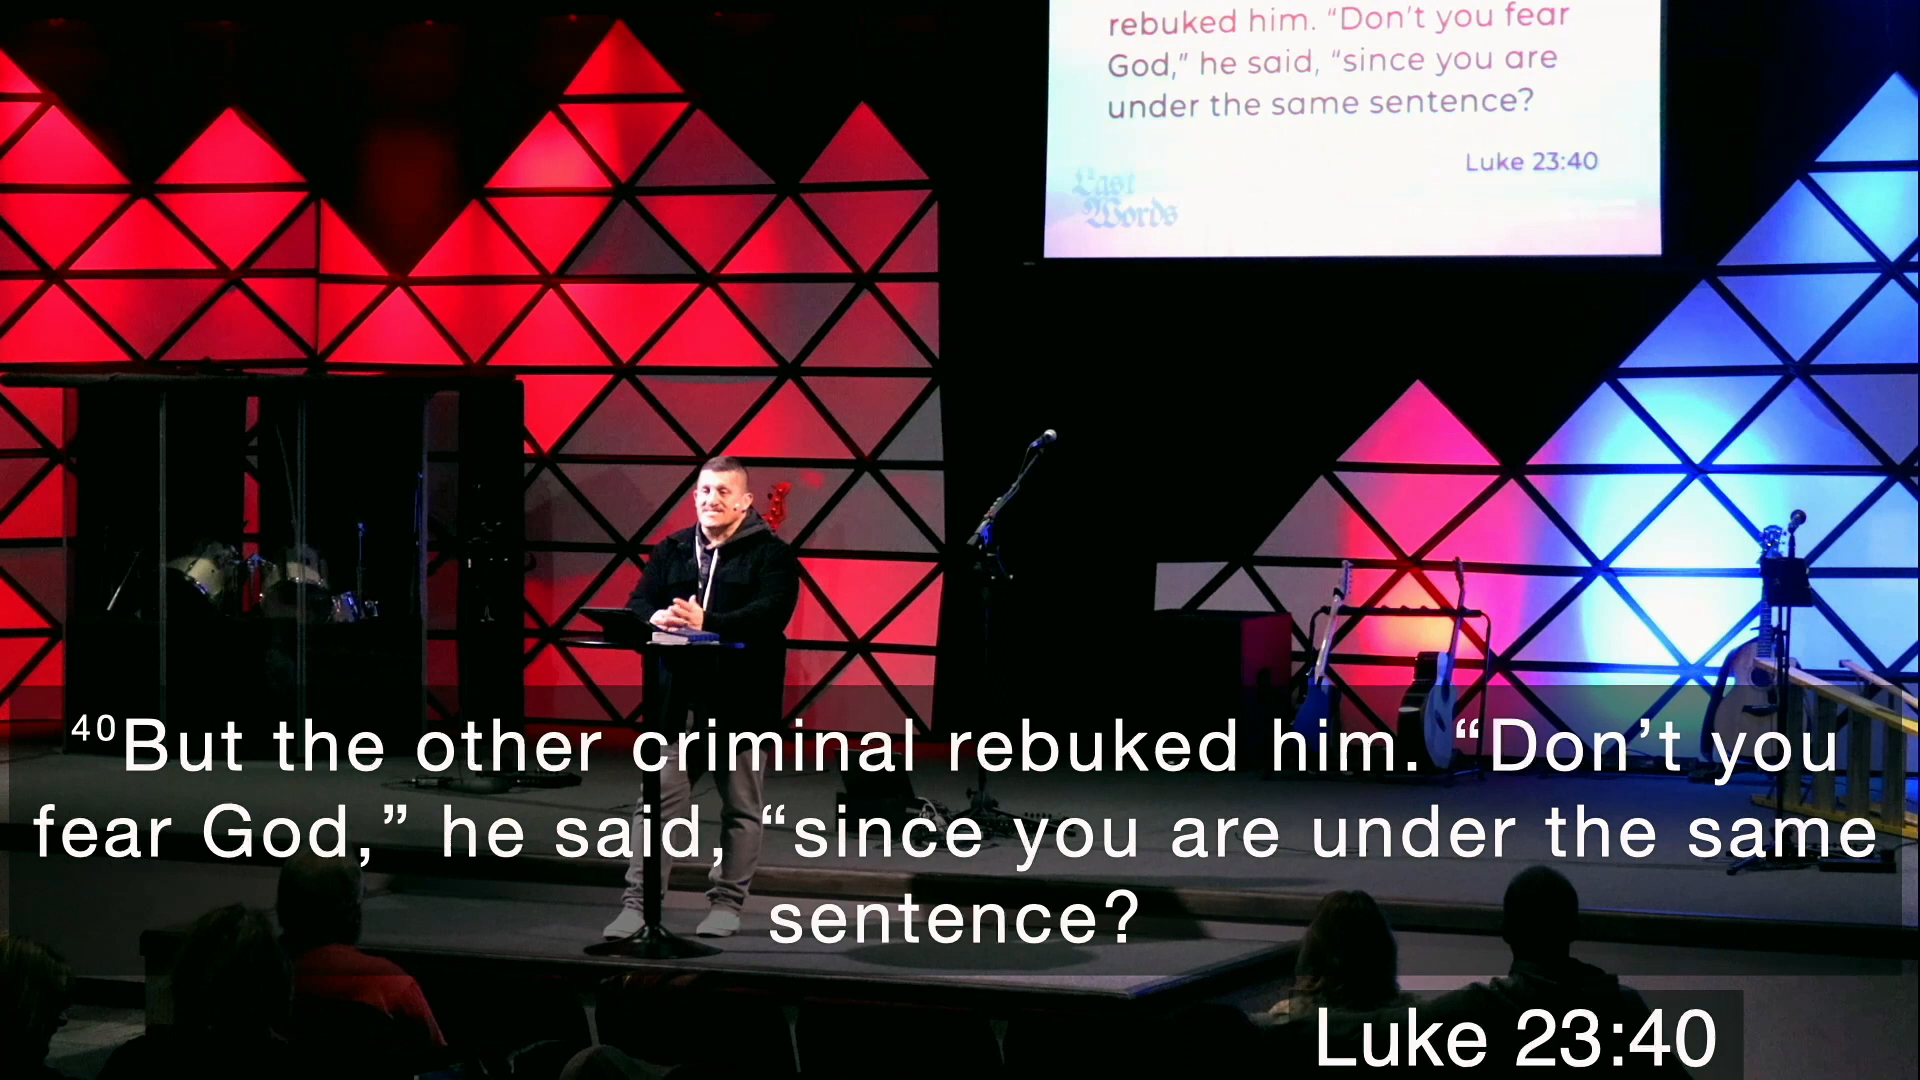 rebuked him. “Don’t you fear
God,” he said, “since you are
under the same sentence?
Luke 23:40
Last
Words
⁴⁰But the other criminal rebuked him. “Don’t you
fear God,” he said, “since you are under the same
sentence?
Luke 23:40